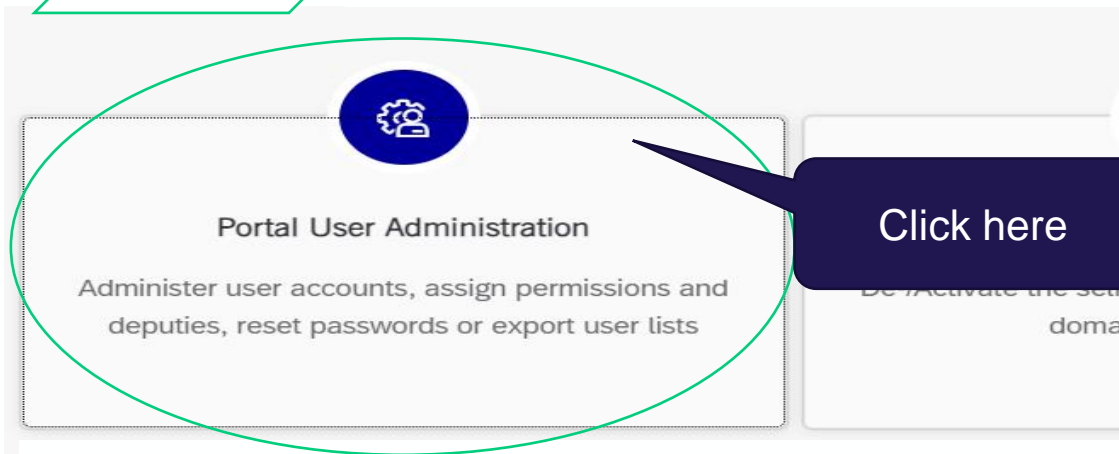 Portal User Administration
Click here
Administer user accounts, assign permissions and
deputies, reset passwords or export user lists